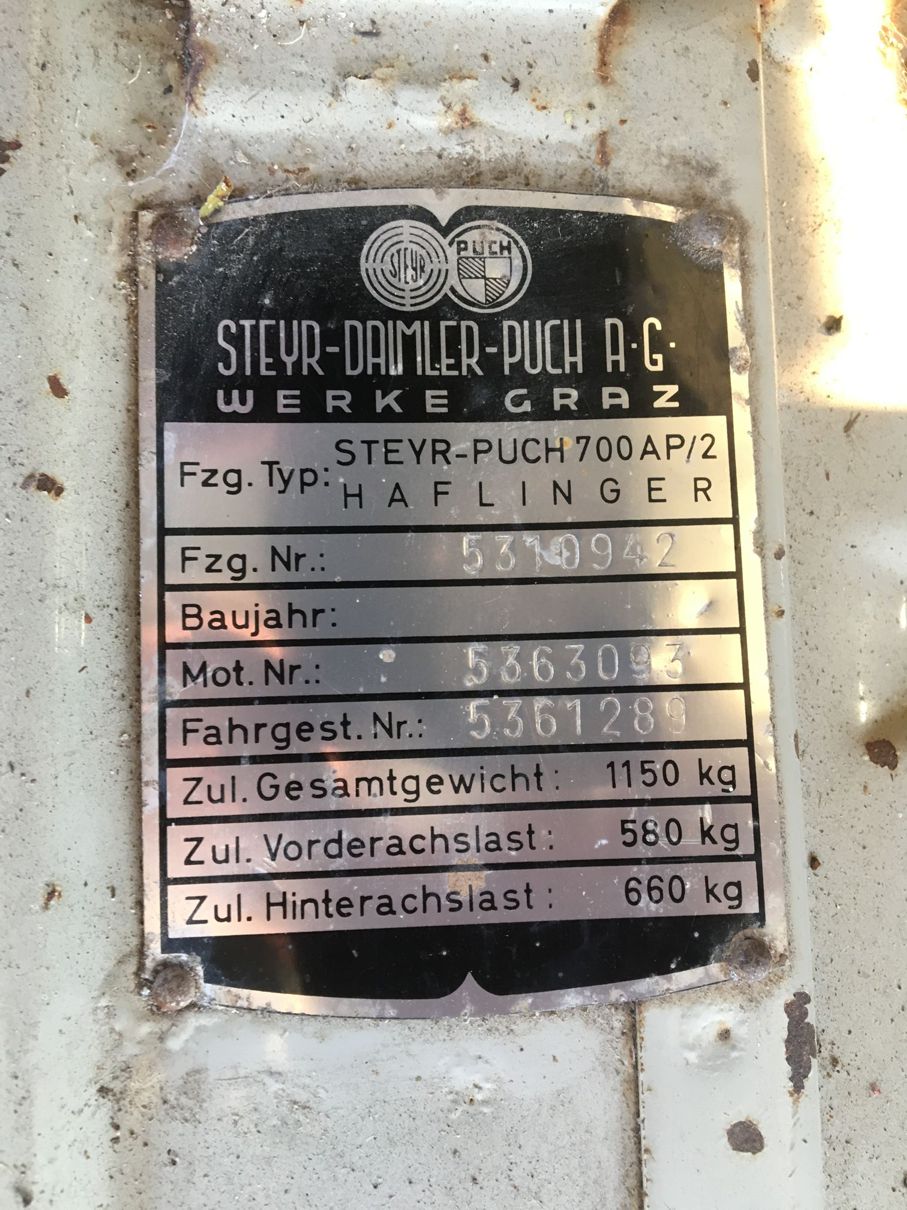 STEYR
PUCH
STEYR-DAIMLER-PUCH A·G·
WERKE GRAZ
Fzg. Typ: STEYR-PUCH 700 AP/2
HAFLINGER
Fzg. Nr.: 5310942
Baujahr:
Mot. Nr.: 5363093
Fahrgest. Nr.: 5361289
Zul. Gesamtgewicht: 1150 kg
Zul. Vorderachslast: 580 kg
Zul. Hinterachslast: 660 kg